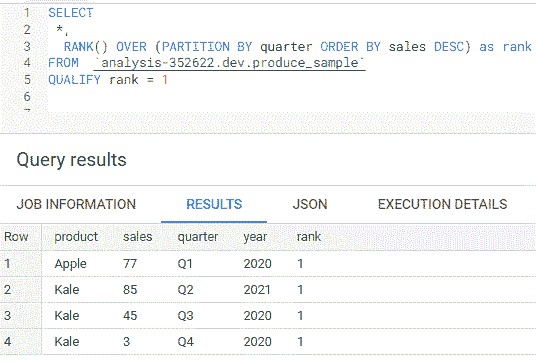 1 SELECT
2 *,
3 RANK() OVER (PARTITION BY quarter ORDER BY sales DESC) as rank
4 FROM `analysis-352622.dev.produce_sample`
5 QUALIFY rank = 1
6
7
Query results
JOB INFORMATION RESULTS JSON EXECUTION DETAILS
Row product sales quarter year rank
1 Apple 77 Q1 2020 1
2 Kale 85 Q2 2021 1
3 Kale 45 Q3 2020 1
4 Kale 3 Q4 2020 1